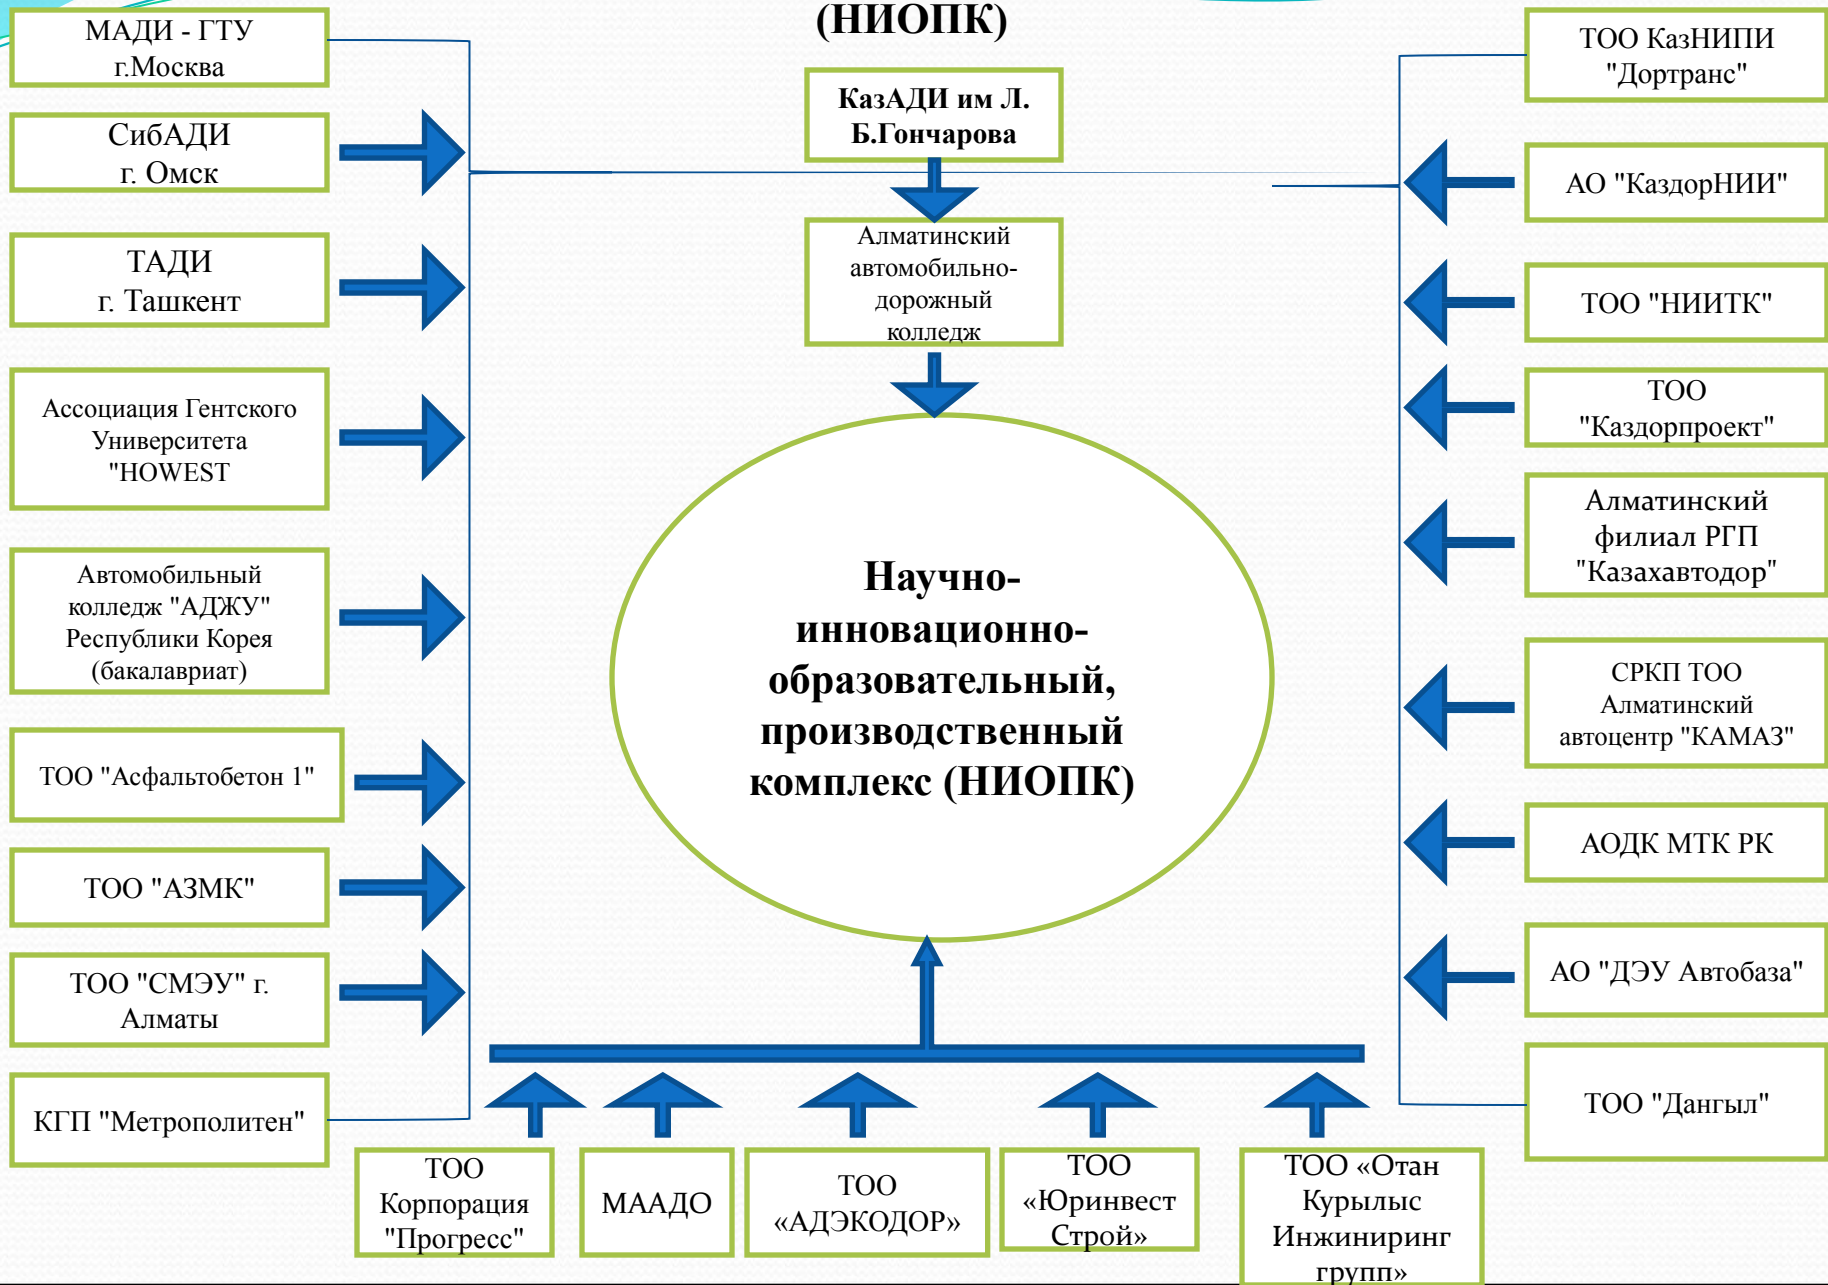 (НИОПК)
МАДИ - ГТУ
г.Москва
СибАДИ
г. Омск
ТАДИ
г. Ташкент
Ассоциация Гентского
Университета
"HOWEST
Автомобильный
колледж "АДЖУ"
Республики Корея
(бакалавриат)
ТОО "Асфальтобетон 1"
ТОО "АЗМК"
ТОО "СМЭУ" г.
Алматы
КГП "Метрополитен"
КазАДИ им Л.
Б.Гончарова
Алматинский
автомобильно-
дорожный
колледж
Научно-
инновационно-
образовательный,
производственный
комплекс (НИОПК)
ТОО
Корпорация
"Прогресс"
МААДО
ТОО
«АДЭКОДОР»
ТОО
«Юринвест
Строй»
ТОО «Отан
Курылыс
Инжиниринг
групп»
ТОО КазНИПИ
"Дортранс"
АО "КаздорНИИ"
ТОО "НИИТК"
ТОО
"Каздорпроект"
Алматинский
филиал РГП
"Казахавтодор"
СРКП ТОО
Алматинский
автоцентр "КАМАЗ"
АОДК МТК РК
АО "ДЭУ Автобаза"
ТОО "Дангыл"